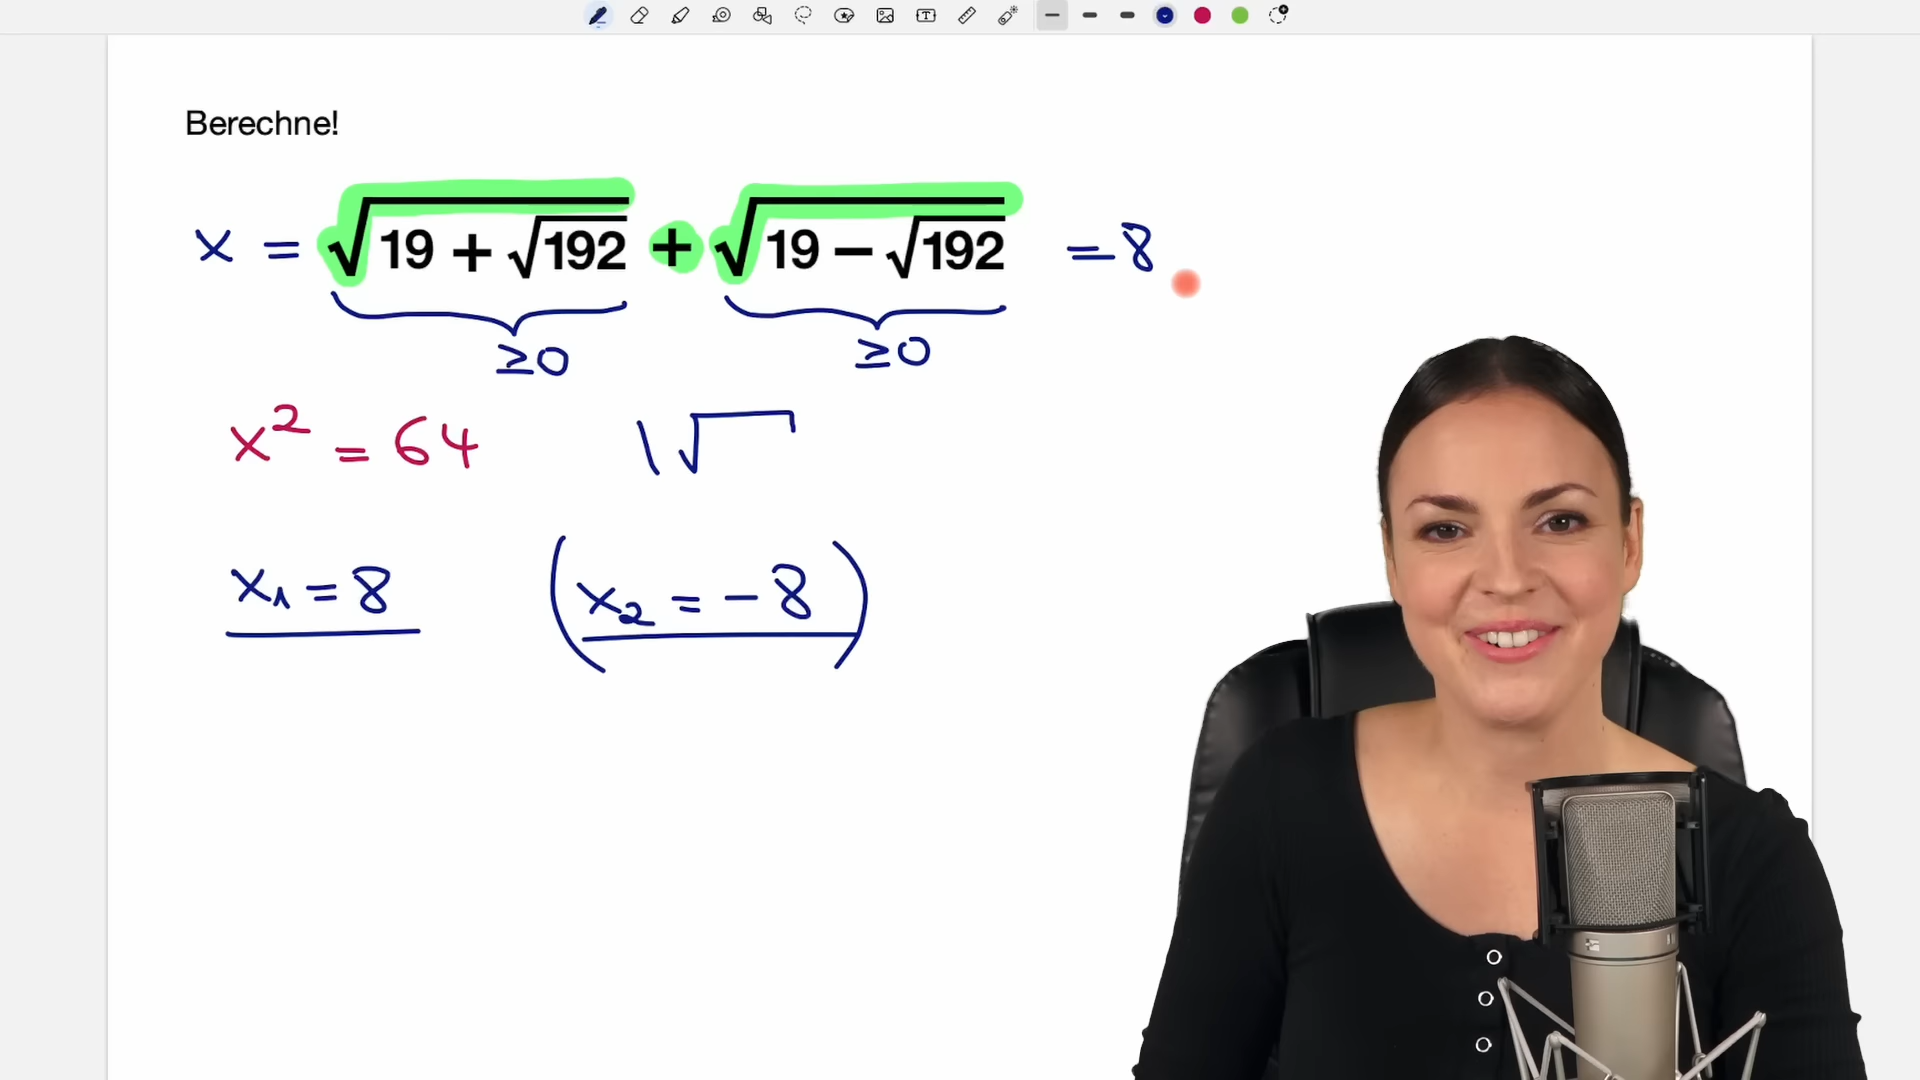 Berechne!
x = √(19 + √192) + √(19 − √192) = 8
≥0 ≥0
x² = 64 |√
x₁ = 8 (x₂ = −8)